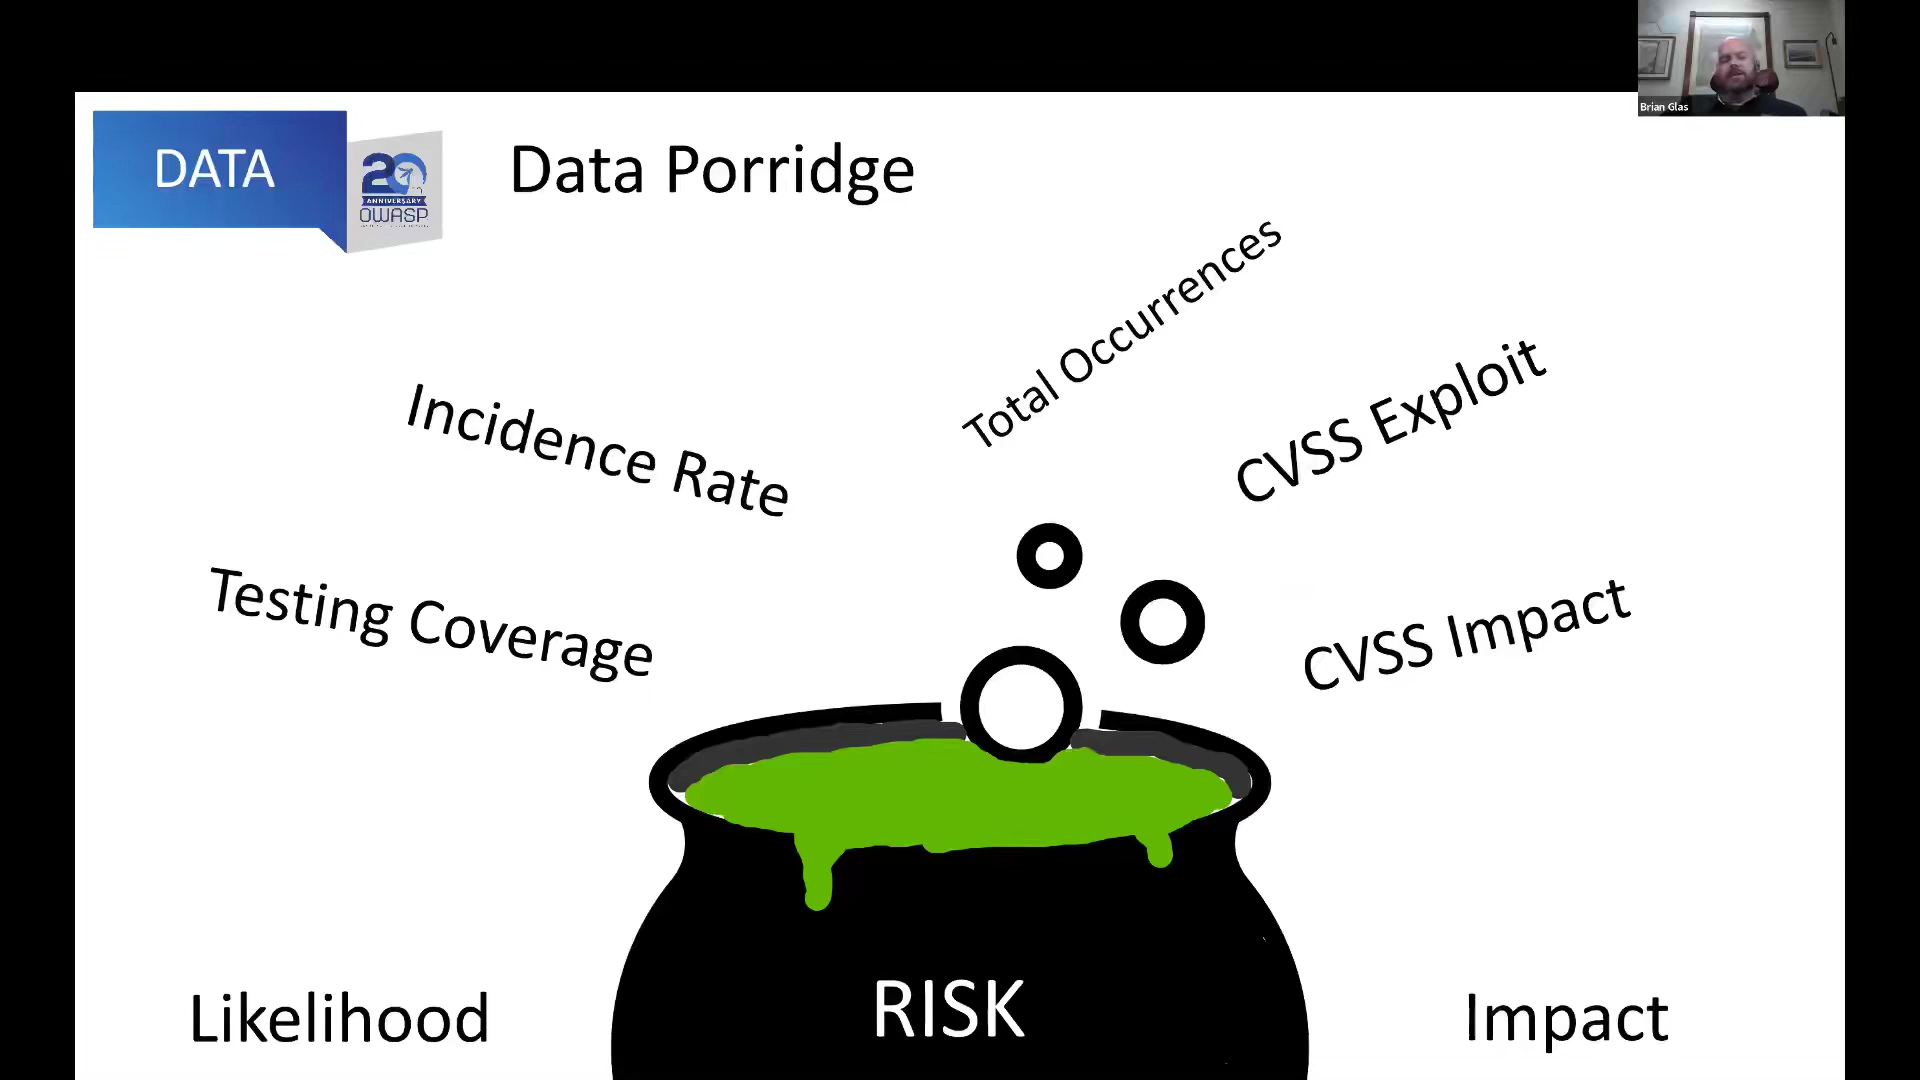 Brian Glas
DATA
20th
ANNIVERSARY
OWASP
Data Porridge
Total Occurrences
Incidence Rate
CVSS Exploit
Testing Coverage
CVSS Impact
Likelihood
RISK
Impact